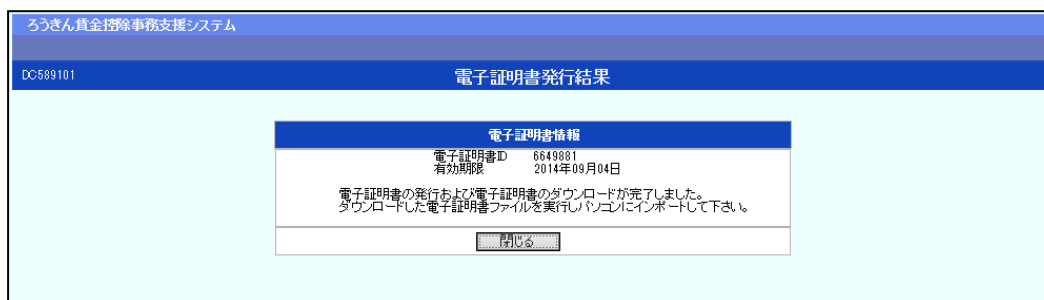 ろうきん賃金控除事務支援システム
DC589101
電子証明書発行結果
電子証明書情報
電子証明書ID 6649881
有効期限 2014年09月04日
電子証明書の発行および電子証明書のダウンロードが完了しました。
ダウンロードした電子証明書ファイルを実行しパソコンにインポートして下さい。
閉じる